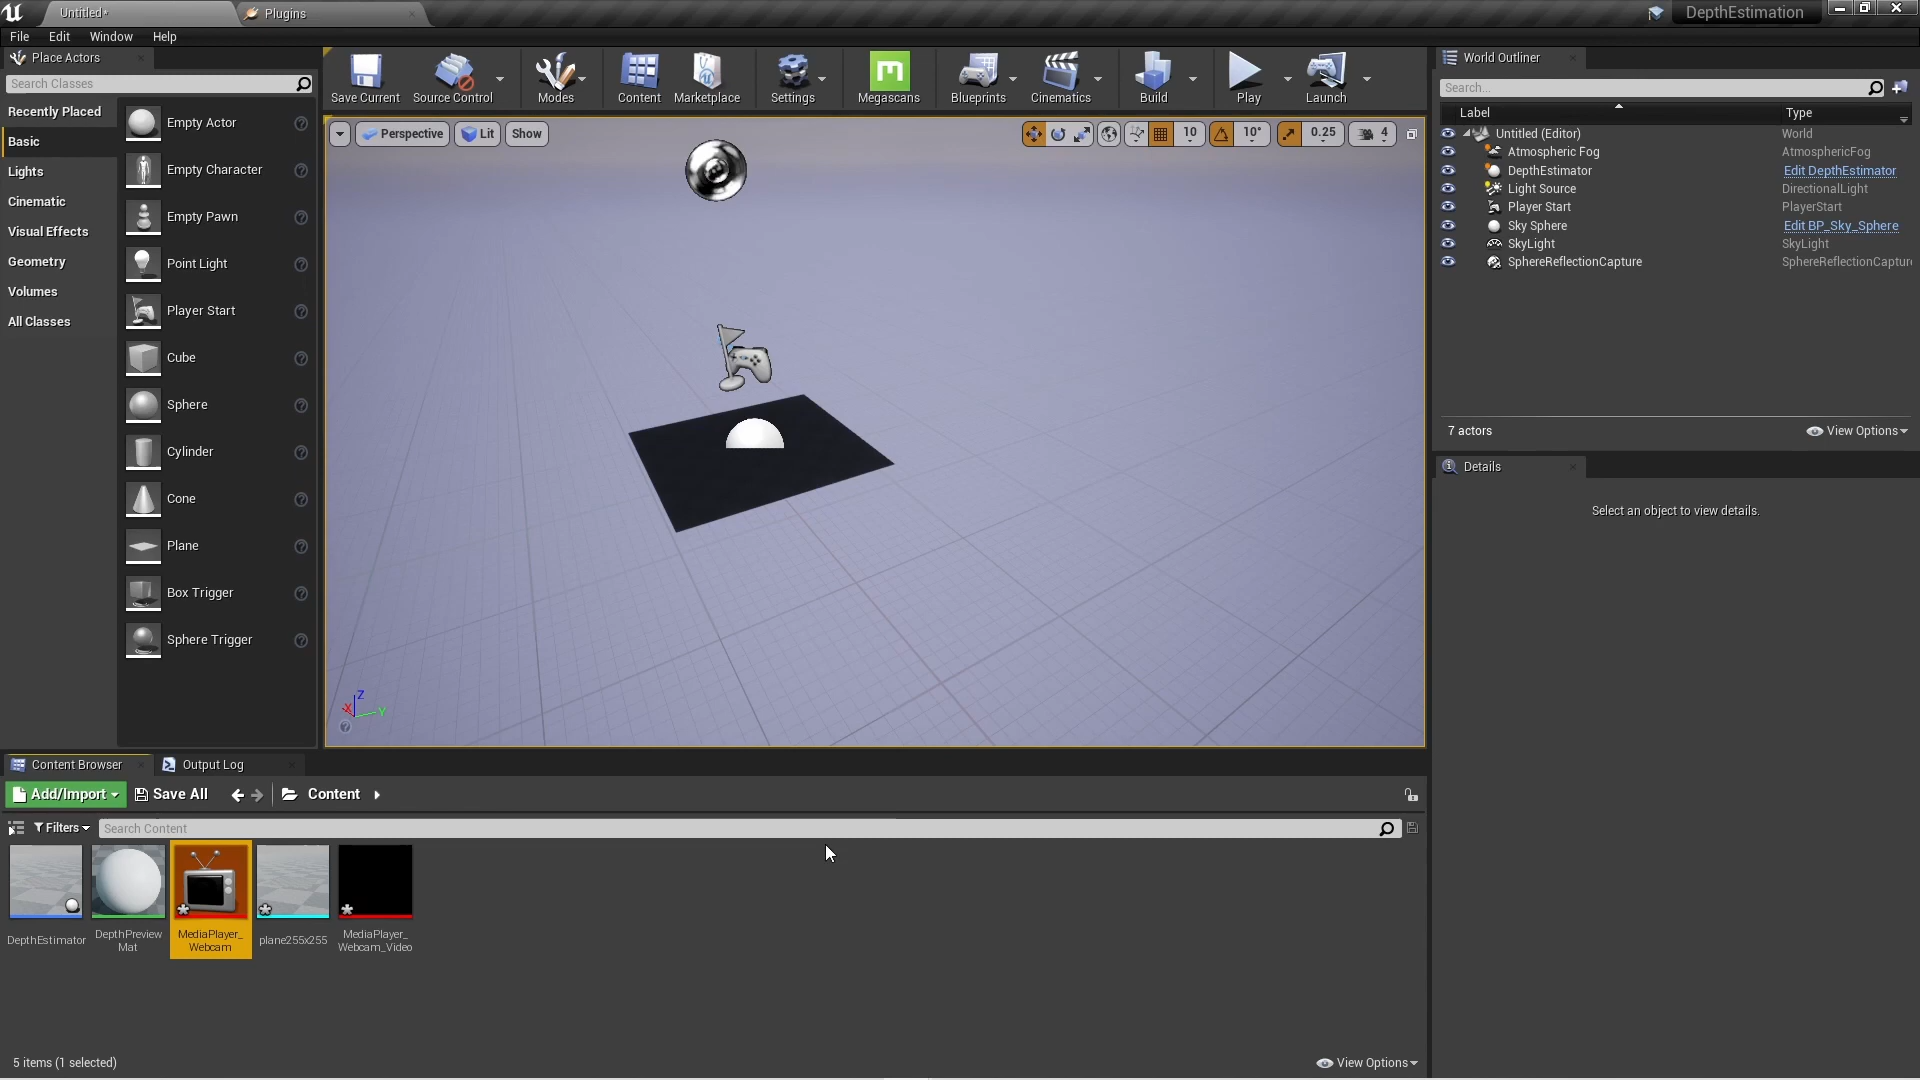 Untitled*
Plugins
DepthEstimation
File
Edit
Window
Help
Place Actors
Search Classes
Recently Placed
Basic
Lights
Cinematic
Visual Effects
Geometry
Volumes
All Classes
Empty Actor
Empty Character
Empty Pawn
Point Light
Player Start
Cube
Sphere
Cylinder
Cone
Plane
Box Trigger
Sphere Trigger
Save Current
Source Control
Modes
Content
Marketplace
Settings
Megascans
Blueprints
Cinematics
Build
Play
Launch
Perspective
Lit
Show
10
10°
0.25
4
Z
X
Y
World Outliner
Search...
Label
Type
Untitled (Editor)
World
Atmospheric Fog
AtmosphericFog
DepthEstimator
Edit DepthEstimator
Light Source
DirectionalLight
Player Start
PlayerStart
Sky Sphere
Edit BP_Sky_Sphere
SkyLight
SkyLight
SphereReflectionCapture
SphereReflectionCapture
7 actors
View Options
Details
Select an object to view details.
Content Browser
Output Log
Add/Import
Save All
Content
Filters
Search Content
DepthEstimator
DepthPreview
Mat
MediaPlayer_
Webcam
plane255x255
MediaPlayer_
Webcam_Video
5 items (1 selected)
View Options